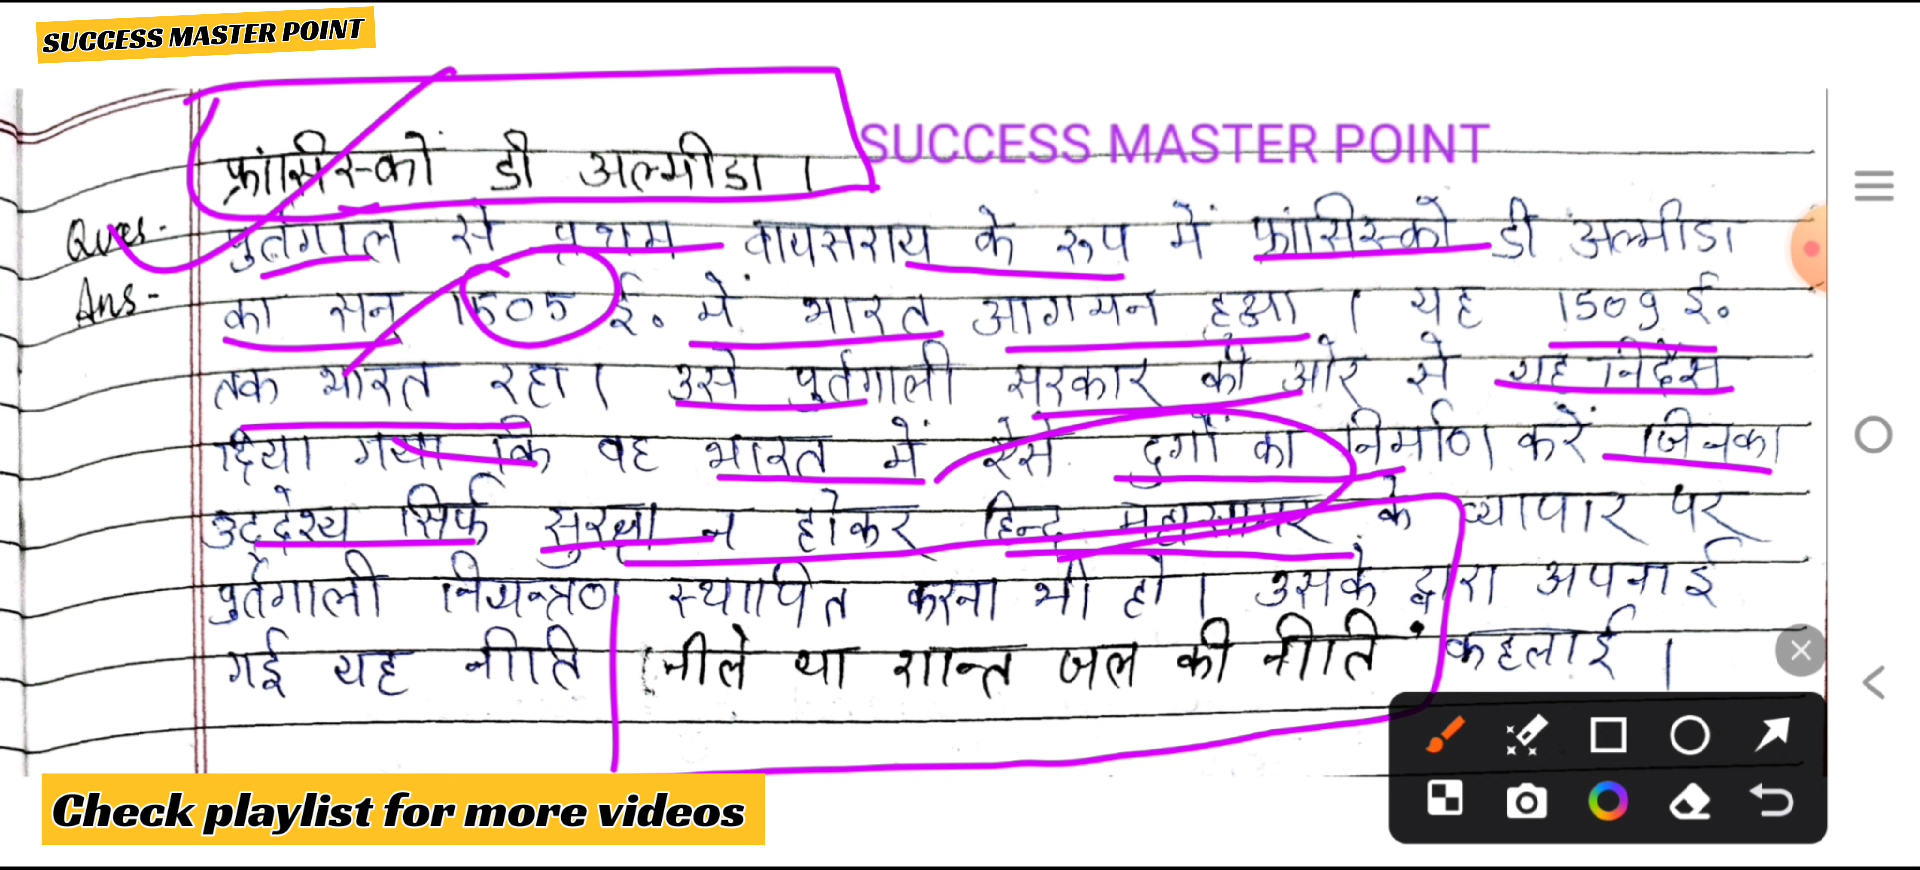 SUCCESS MASTER POINT
SUCCESS MASTER POINT
Ques- फ्रांसिस्को डी अल्मीडा ।
Ans- पुर्तगाल से प्रथम वायसराय के रूप में फ्रांसिस्को डी अल्मीडा
का सन् 1505 ई. में भारत आगमन हुआ । यह 1509 ई.
तक भारत रहा । उसे पुर्तगाली सरकार की ओर से यह निर्देश
दिया गया कि वह भारत में ऐसे दुर्गों का निर्माण करें जिनका
उद्देश्य सिर्फ सुरक्षा न होकर हिन्द महासागर के व्यापार पर
पुर्तगाली नियन्त्रण स्थापित करना भी हो । उसके द्वारा अपनाई
गई यह नीति नीले या शान्त जल की नीति कहलाई ।
Check playlist for more videos